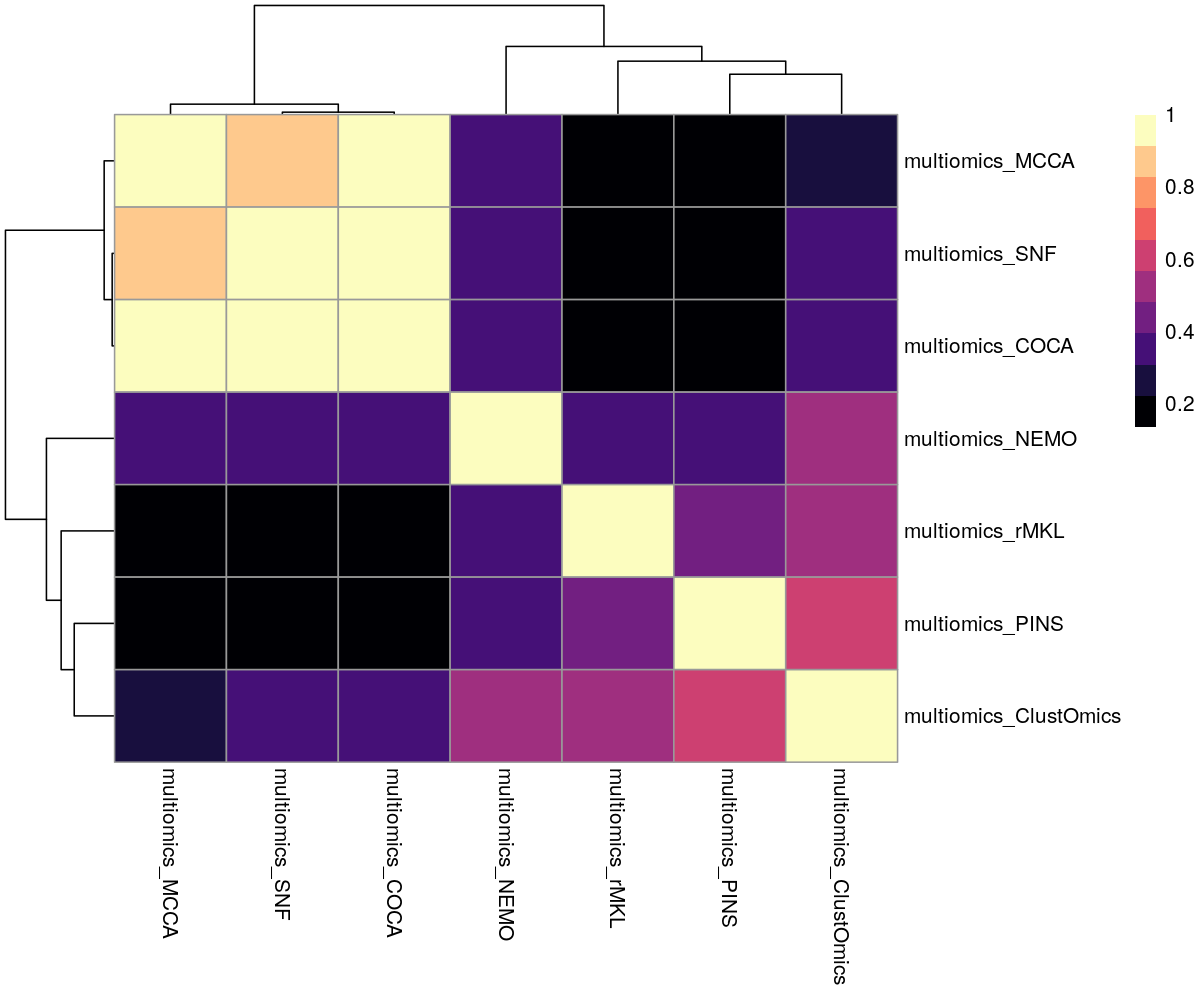 1
0.8
0.6
0.4
0.2
multiomics_MCCA
multiomics_SNF
multiomics_COCA
multiomics_NEMO
multiomics_rMKL
multiomics_PINS
multiomics_ClustOmics
multiomics_MCCA
multiomics_SNF
multiomics_COCA
multiomics_NEMO
multiomics_rMKL
multiomics_PINS
multiomics_ClustOmics